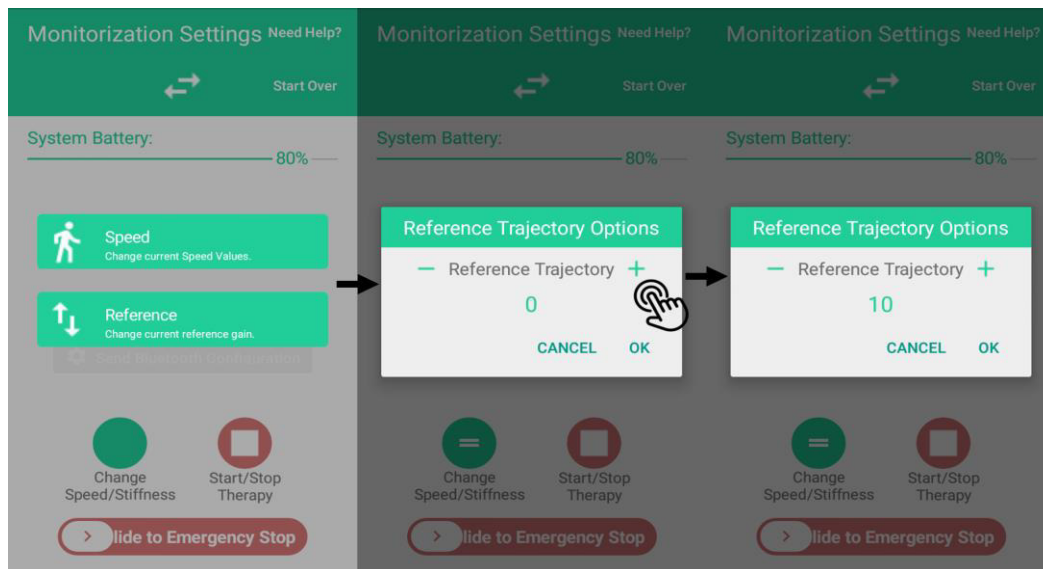 Monitorization Settings Need Help?
Start Over
System Battery:
80%
Speed
Change current Speed Values.
Reference
Change current reference gain.
Send Bluetooth Configuration
Change
Speed/Stiffness
Start/Stop
Therapy
lide to Emergency Stop
Monitorization Settings Need Help?
Start Over
System Battery:
80%
Reference Trajectory Options
− Reference Trajectory +
0
CANCEL OK
Change
Speed/Stiffness
Start/Stop
Therapy
lide to Emergency Stop
Monitorization Settings Need Help?
Start Over
System Battery:
80%
Reference Trajectory Options
− Reference Trajectory +
10
CANCEL OK
Change
Speed/Stiffness
Start/Stop
Therapy
lide to Emergency Stop